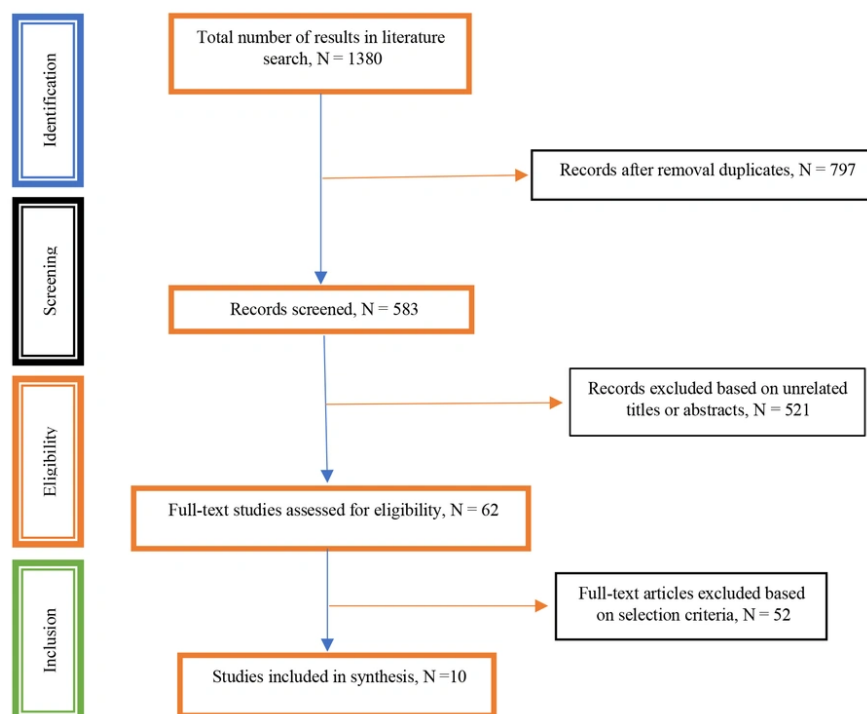 Identification
Total number of results in literature
search, N = 1380
Records after removal duplicates, N = 797
Screening
Records screened, N = 583
Records excluded based on unrelated
titles or abstracts, N = 521
Eligibility
Full-text studies assessed for eligibility, N = 62
Full-text articles excluded based
on selection criteria, N = 52
Inclusion
Studies included in synthesis, N =10